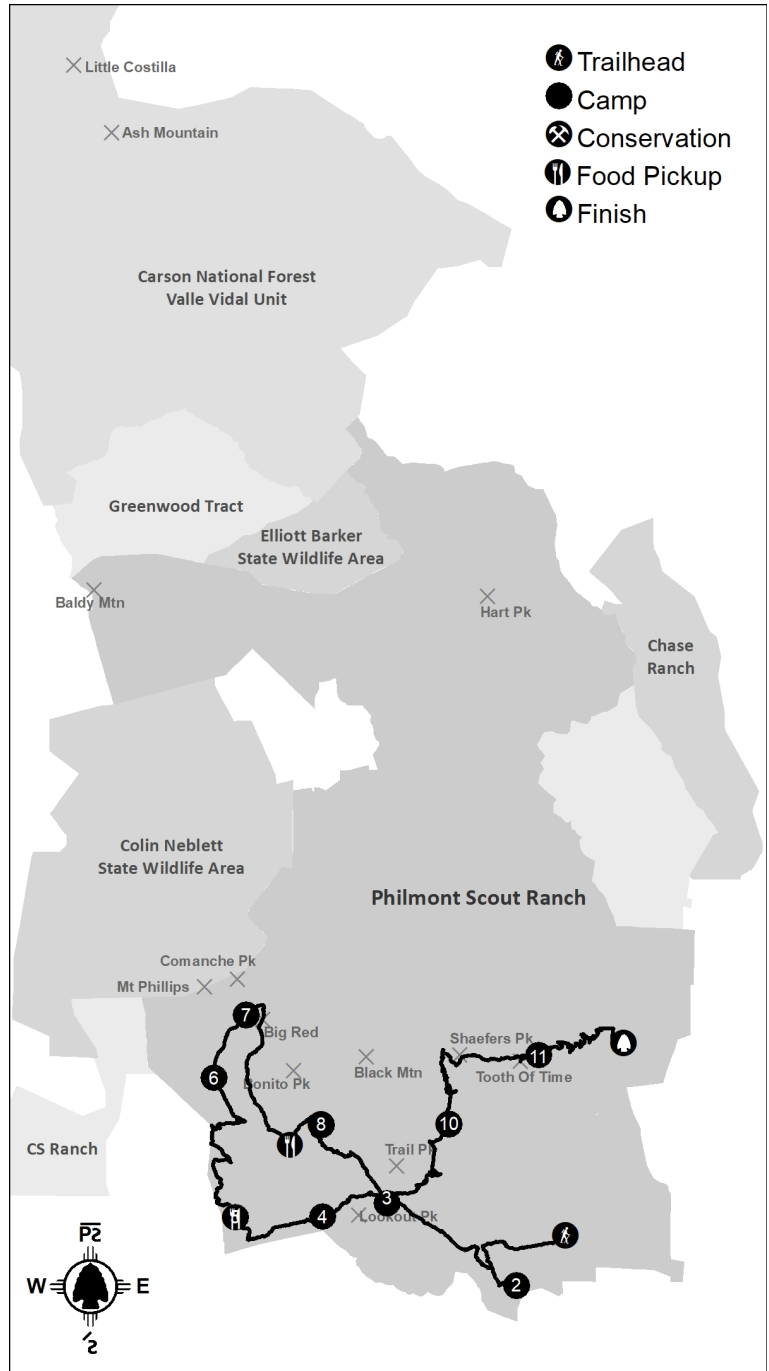 Little Costilla
Ash Mountain
Trailhead
Camp
Conservation
Food Pickup
Finish
Carson National Forest
Valle Vidal Unit
Greenwood Tract
Elliott Barker
State Wildlife Area
Baldy Mtn
Hart Pk
Chase
Ranch
Colin Neblett
State Wildlife Area
Philmont Scout Ranch
Comanche Pk
Mt Phillips
7
Big Red
Shaefers Pk
11
Black Mtn
Tooth Of Time
6
Bonito Pk
8
10
CS Ranch
Trail Pk
3
4
Lookout Pk
2
W
E